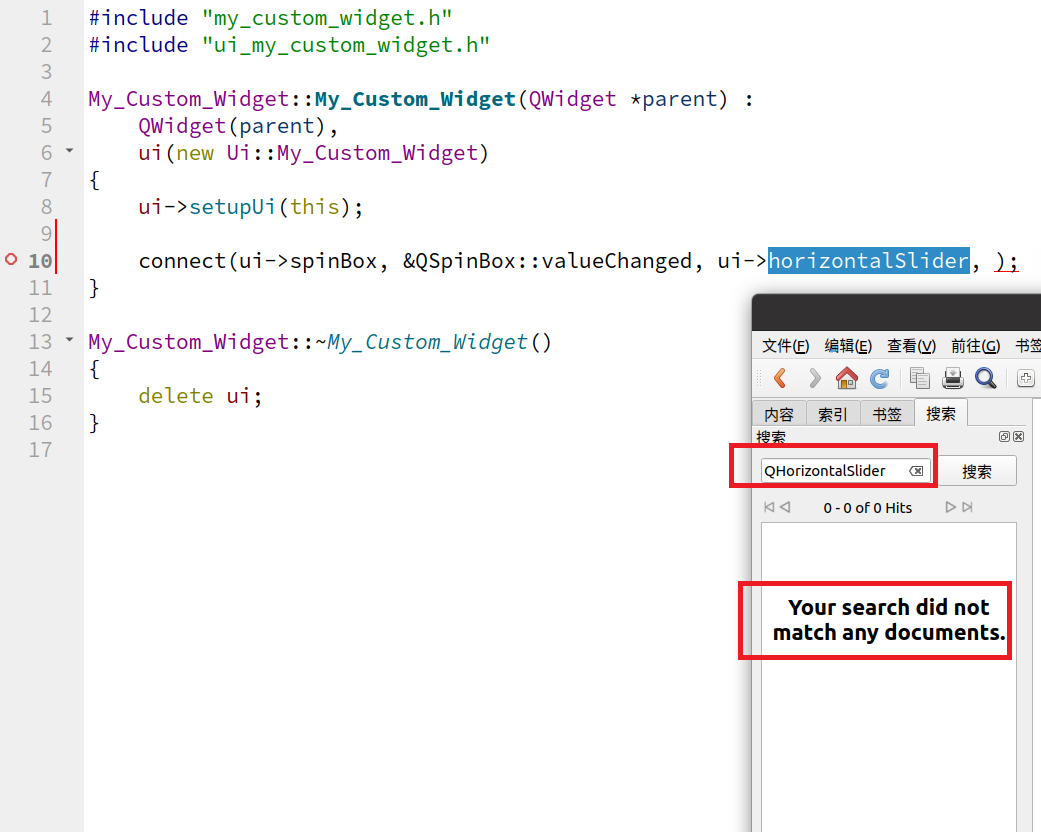 1 #include "my_custom_widget.h"
2 #include "ui_my_custom_widget.h"
3
4 My_Custom_Widget::My_Custom_Widget(QWidget *parent) :
5 QWidget(parent),
6 ui(new Ui::My_Custom_Widget)
7 {
8 ui->setupUi(this);
9
10 connect(ui->spinBox, &QSpinBox::valueChanged, ui->horizontalSlider, );
11 }
12
13 My_Custom_Widget::~My_Custom_Widget()
14 {
15 delete ui;
16 }
17
文件(F) 编辑(E) 查看(V) 前往(G) 书签
内容 索引 书签 搜索
搜索
QHorizontalSlider 搜索
0 - 0 of 0 Hits
Your search did not
match any documents.